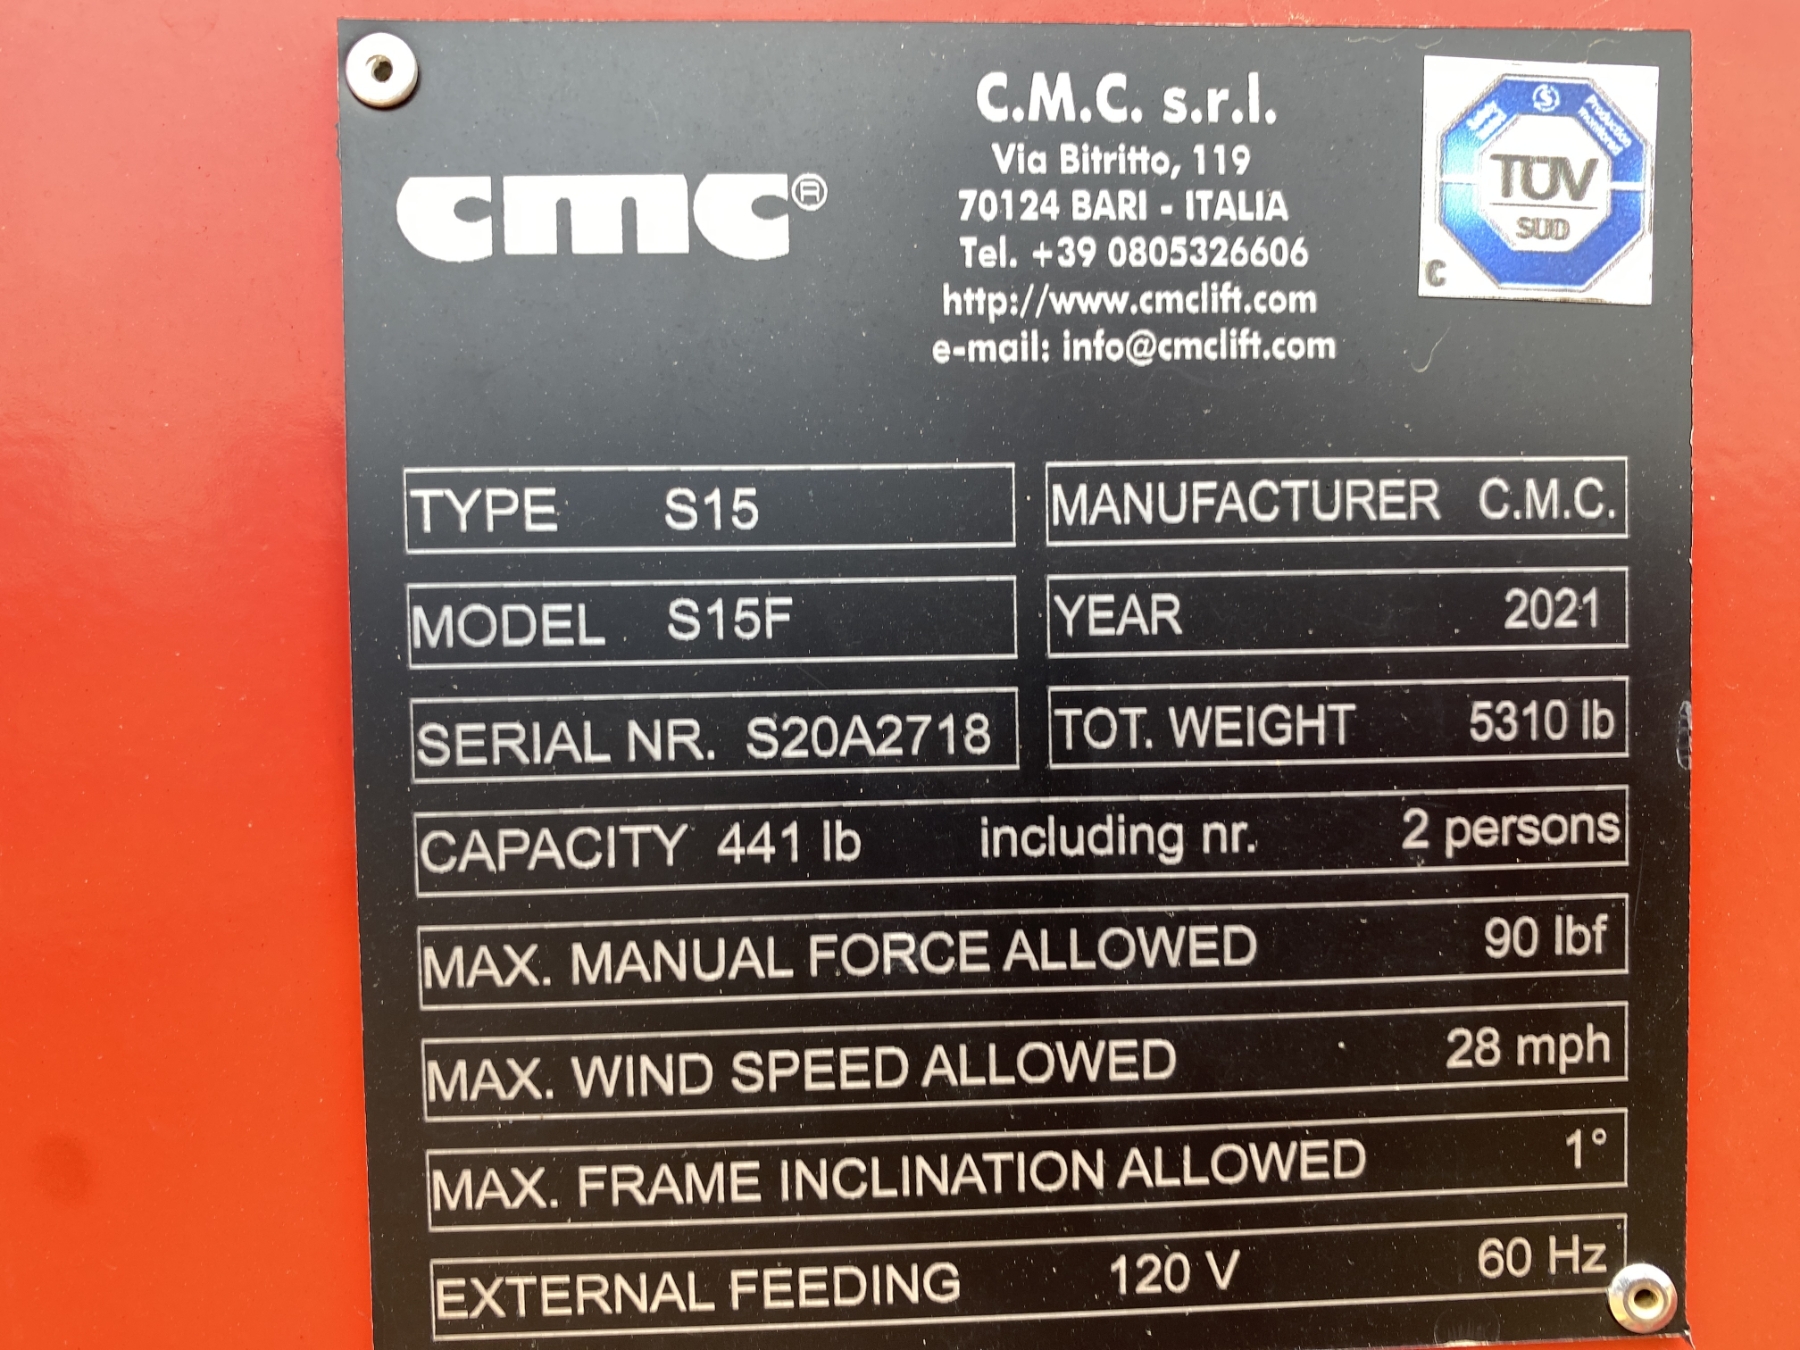 cmc®
C.M.C. s.r.l.
Via Bitritto, 119
70124 BARI - ITALIA
Tel. +39 0805326606
http://www.cmclift.com
e-mail: info@cmclift.com
Production
monitored
TÜV
SÜD
C
TYPE S15
MANUFACTURER C.M.C.
MODEL S15F
YEAR 2021
SERIAL NR. S20A2718
TOT. WEIGHT 5310 lb
CAPACITY 441 lb including nr. 2 persons
MAX. MANUAL FORCE ALLOWED 90 lbf
MAX. WIND SPEED ALLOWED 28 mph
MAX. FRAME INCLINATION ALLOWED 1°
EXTERNAL FEEDING 120 V 60 Hz